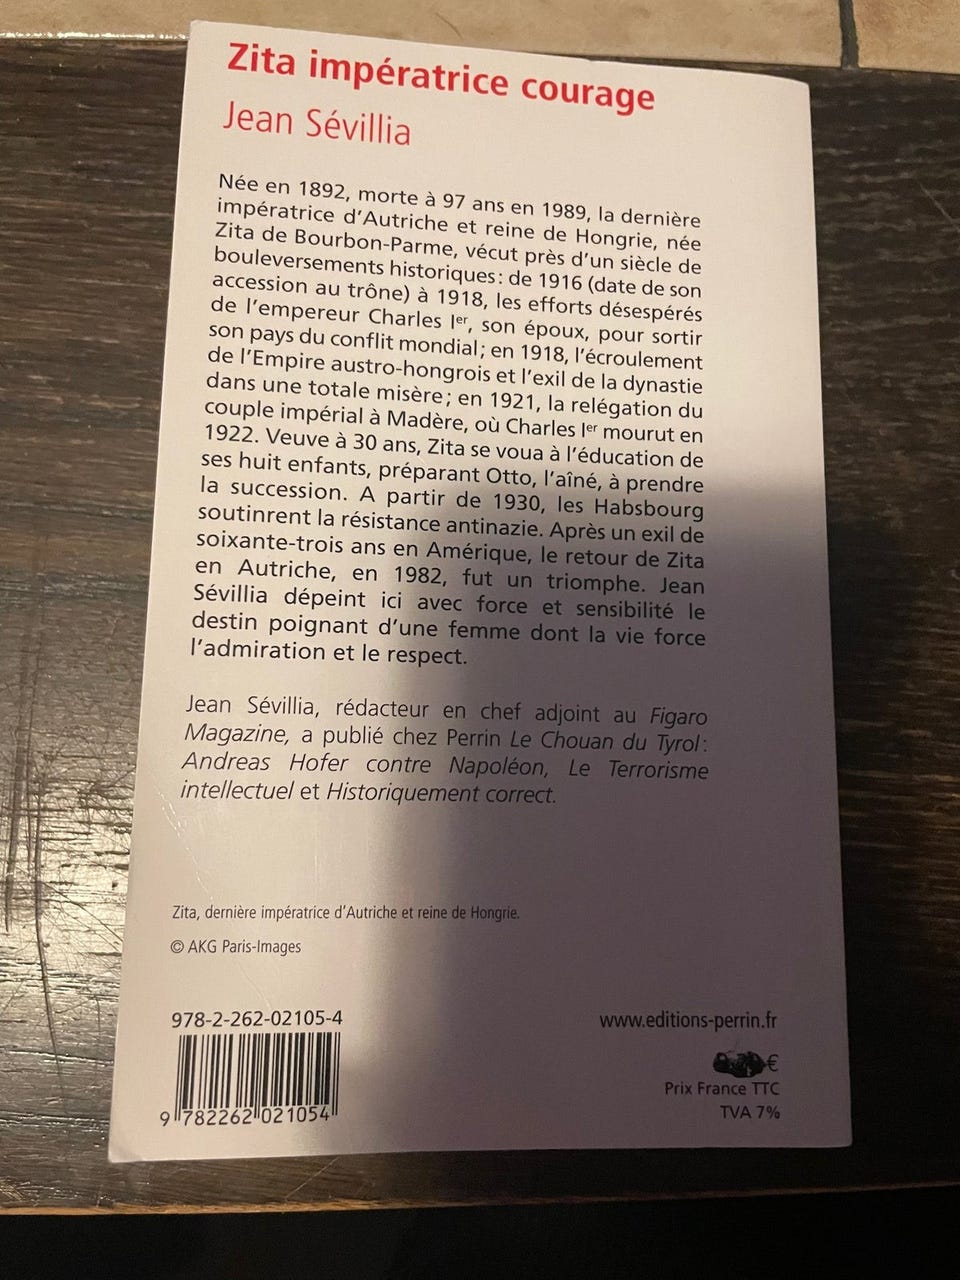 Zita impératrice courage
Jean Sévillia
Née en 1892, morte à 97 ans en 1989, la dernière
impératrice d'Autriche et reine de Hongrie, née
Zita de Bourbon-Parme, vécut près d'un siècle de
bouleversements historiques : de 1916 (date de son
accession au trône) à 1918, les efforts désespérés
de l'empereur Charles Ier, son époux, pour sortir
son pays du conflit mondial ; en 1918, l'écroulement
de l'Empire austro-hongrois et l'exil de la dynastie
dans une totale misère ; en 1921, la relégation du
couple impérial à Madère, où Charles Ier mourut en
1922. Veuve à 30 ans, Zita se voua à l'éducation de
ses huit enfants, préparant Otto, l'aîné, à prendre
la succession. A partir de 1930, les Habsbourg
soutinrent la résistance antinazie. Après un exil de
soixante-trois ans en Amérique, le retour de Zita
en Autriche, en 1982, fut un triomphe. Jean
Sévillia dépeint ici avec force et sensibilité le
destin poignant d'une femme dont la vie force
l'admiration et le respect.
Jean Sévillia, rédacteur en chef adjoint au Figaro
Magazine, a publié chez Perrin Le Chouan du Tyrol :
Andreas Hofer contre Napoléon, Le Terrorisme
intellectuel et Historiquement correct.
Zita, dernière impératrice d'Autriche et reine de Hongrie.
© AKG Paris-Images
978-2-262-02105-4
www.editions-perrin.fr
€
Prix France TTC
TVA 7%
9 782262 021054